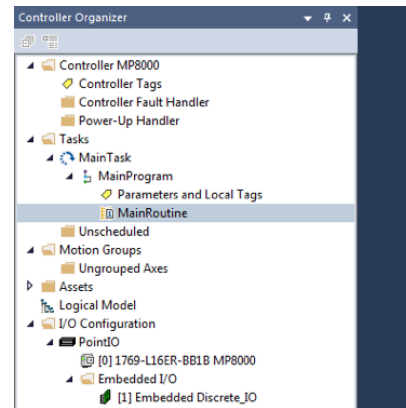 Controller Organizer
Controller MP8000
Controller Tags
Controller Fault Handler
Power-Up Handler
Tasks
MainTask
MainProgram
Parameters and Local Tags
MainRoutine
Unscheduled
Motion Groups
Ungrouped Axes
Assets
Logical Model
I/O Configuration
PointIO
[0] 1769-L16ER-BB1B MP8000
Embedded I/O
[1] Embedded Discrete_IO